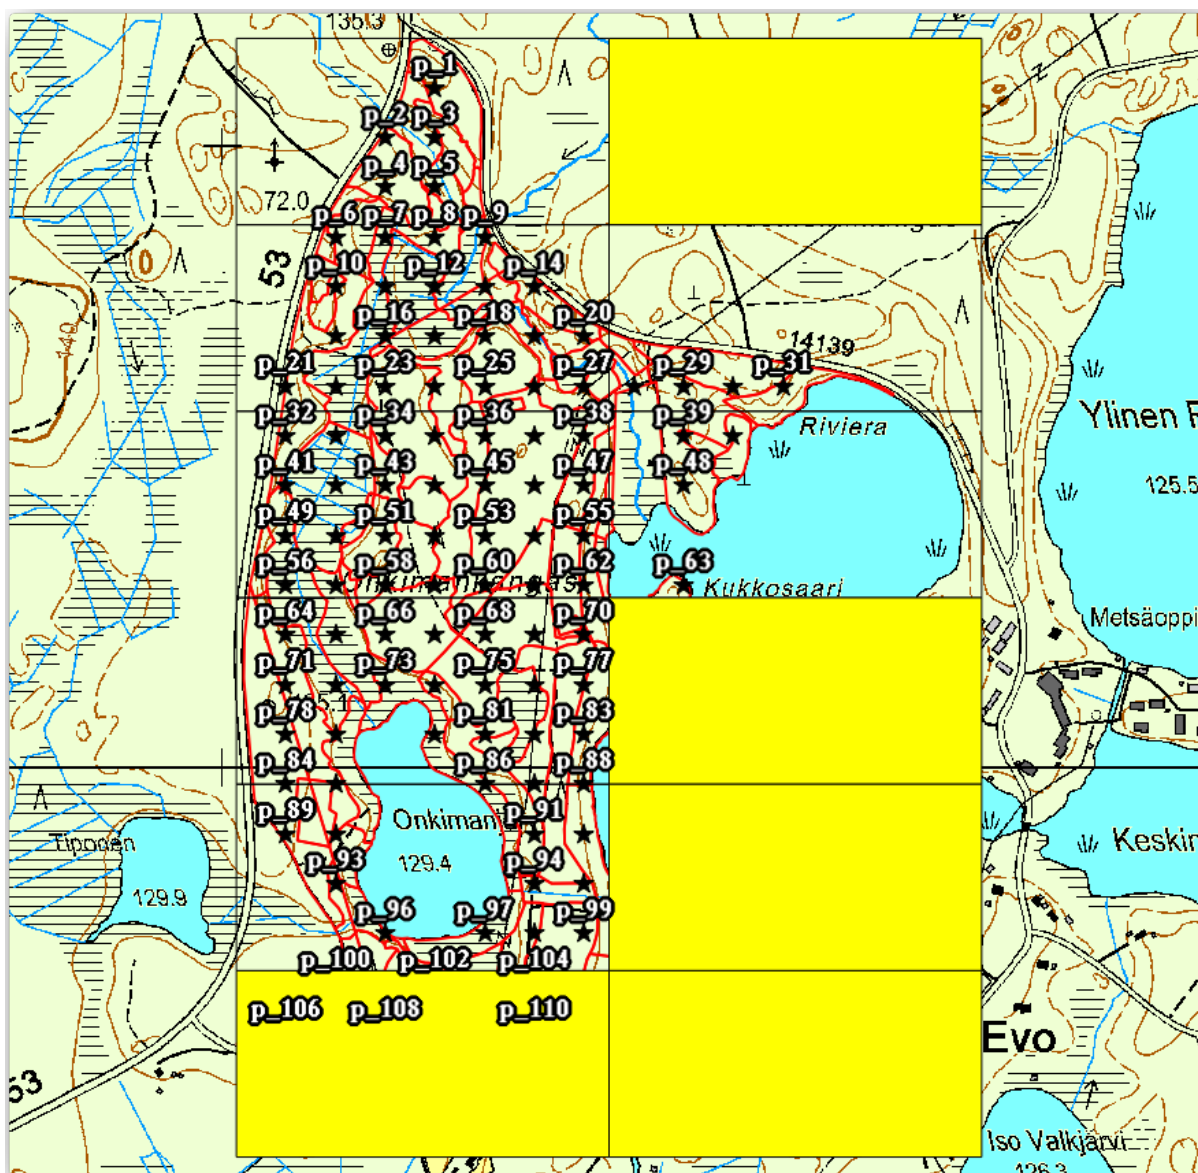 135.3
p_1
p_2 p_3
p_4 p_5
72.0
p_6 p_7 p_8 p_9
53
p_10 p_12 p_14
p_16 p_18 p_20
14139
p_21 p_23 p_25 p_27 p_29 p_31
p_32 p_34 p_36 p_38 p_39
Riviera
Ylinen R
p_41 p_43 p_45 p_47 p_48
125.5
p_49 p_51 p_53 p_55
p_56 p_58 p_60 p_62 p_63
Kukkosaari
p_64 p_66 p_68 p_70
Metsäoppi
p_71 p_73 p_75 p_77
p_78 p_81 p_83
p_84 p_86 p_88
p_89 p_91
Onkiman
Keskin
129.4
p_93 p_94
129.9
p_96 p_97 p_99
p_100 p_102 p_104
p_106 p_108 p_110
Evo
53
Iso Valkjärvi
126.3